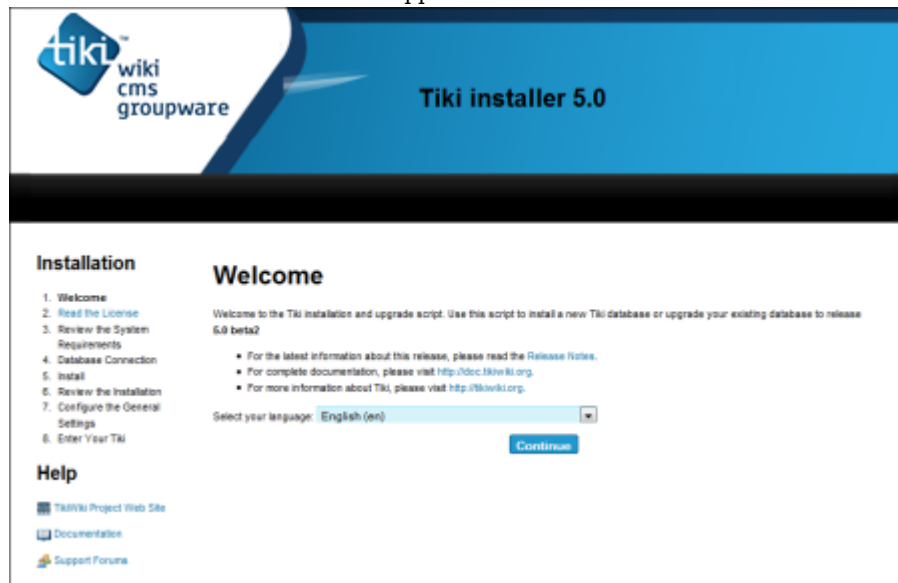 tiki™
wiki
cms
groupware
Tiki installer 5.0
Installation
1. Welcome
2. Read the License
3. Review the System
Requirements
4. Database Connection
5. Install
6. Review the Installation
7. Configure the General
Settings
8. Enter Your Tiki
Help
TikiWiki Project Web Site
Documentation
Support Forums
Welcome
Welcome to the Tiki installation and upgrade script. Use this script to install a new Tiki database or upgrade your existing database to release
5.0 beta2
• For the latest information about this release, please read the Release Notes.
• For complete documentation, please visit http://doc.tikiwiki.org.
• For more information about Tiki, please visit http://tikiwiki.org.
Select your language: English (en)
Continue